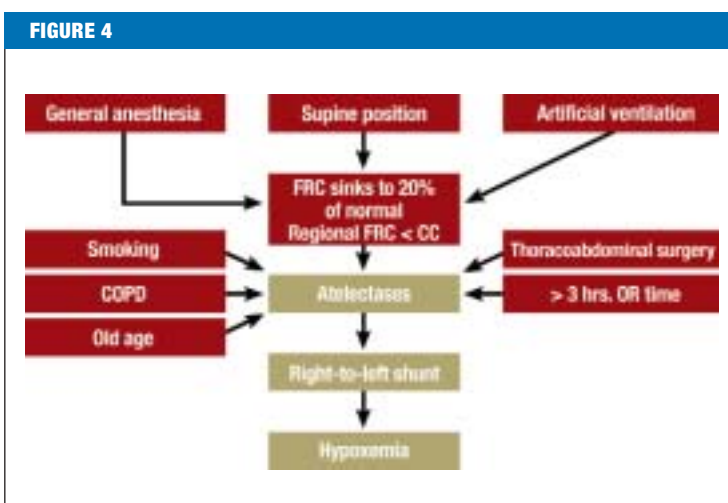 FIGURE 4
General anesthesia
Supine position
Artificial ventilation
FRC sinks to 20%
of normal
Regional FRC < CC
Smoking
Thoracoabdominal surgery
COPD
Atelectases
> 3 hrs. OR time
Old age
Right-to-left shunt
Hypoxemia